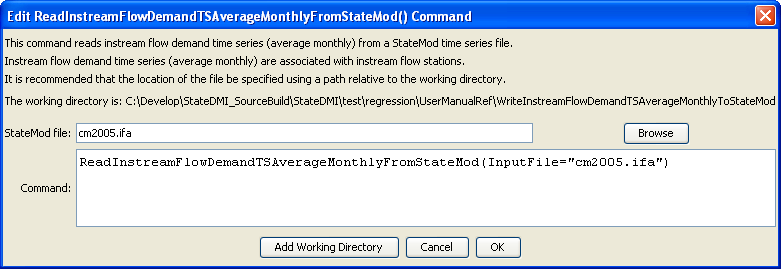 Edit ReadInstreamFlowDemandTSAverageMonthlyFromStateMod() Command
This command reads instream flow demand time series (average monthly) from a StateMod time series file.
Instream flow demand time series (average monthly) are associated with instream flow stations.
It is recommended that the location of the file be specified using a path relative to the working directory.
The working directory is: C:\Develop\StateDMI_SourceBuild\StateDMI\test\regression\UserManualRef\WriteInstreamFlowDemandTSAverageMonthlyToStateMod
StateMod file: cm2005.ifa Browse
ReadInstreamFlowDemandTSAverageMonthlyFromStateMod(InputFile="cm2005.ifa")
Command:
Add Working Directory Cancel OK